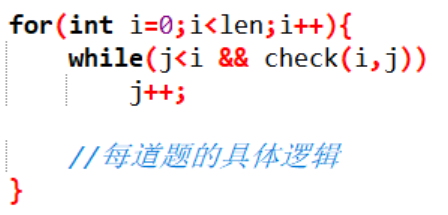 for(int i=0;i<len;i++){
while(j<i && check(i,j))
j++;
//每道题的具体逻辑
}